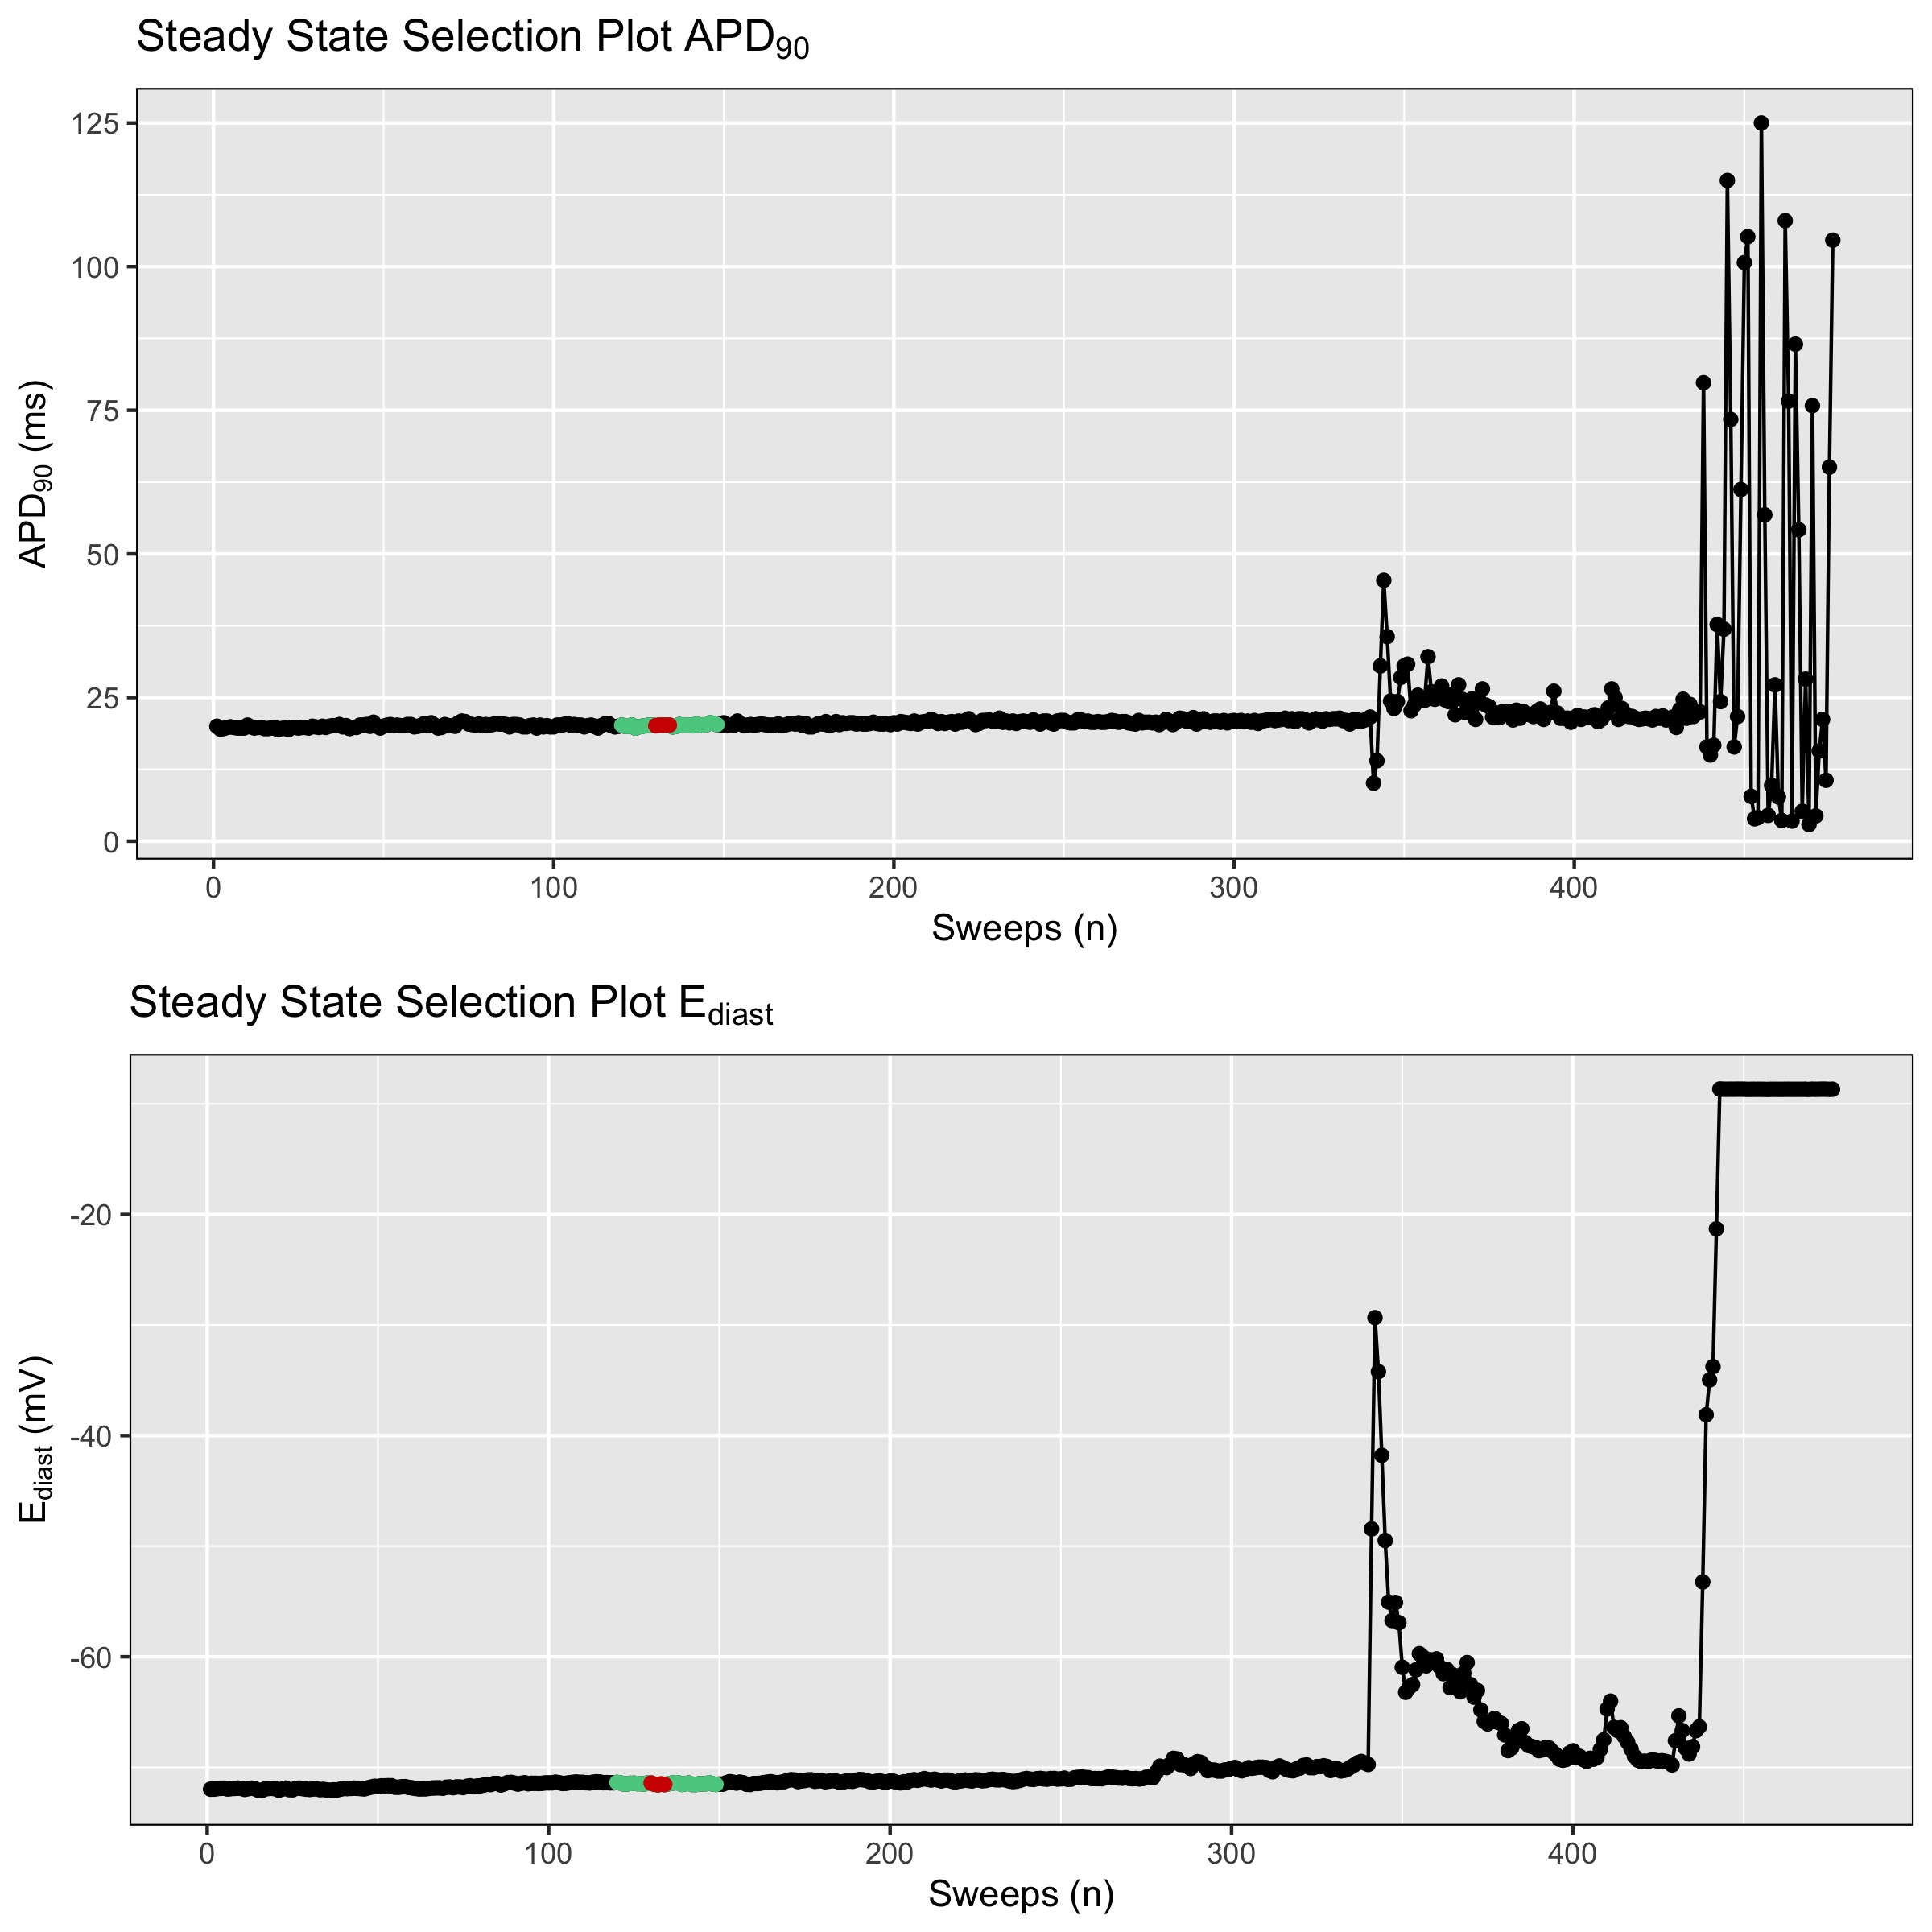 Steady State Selection Plot APD90
125
100
75
50
25
0
APD90 (ms)
0 100 200 300 400
Sweeps (n)
Steady State Selection Plot Ediast
-20
-40
-60
Ediast (mV)
0 100 200 300 400
Sweeps (n)